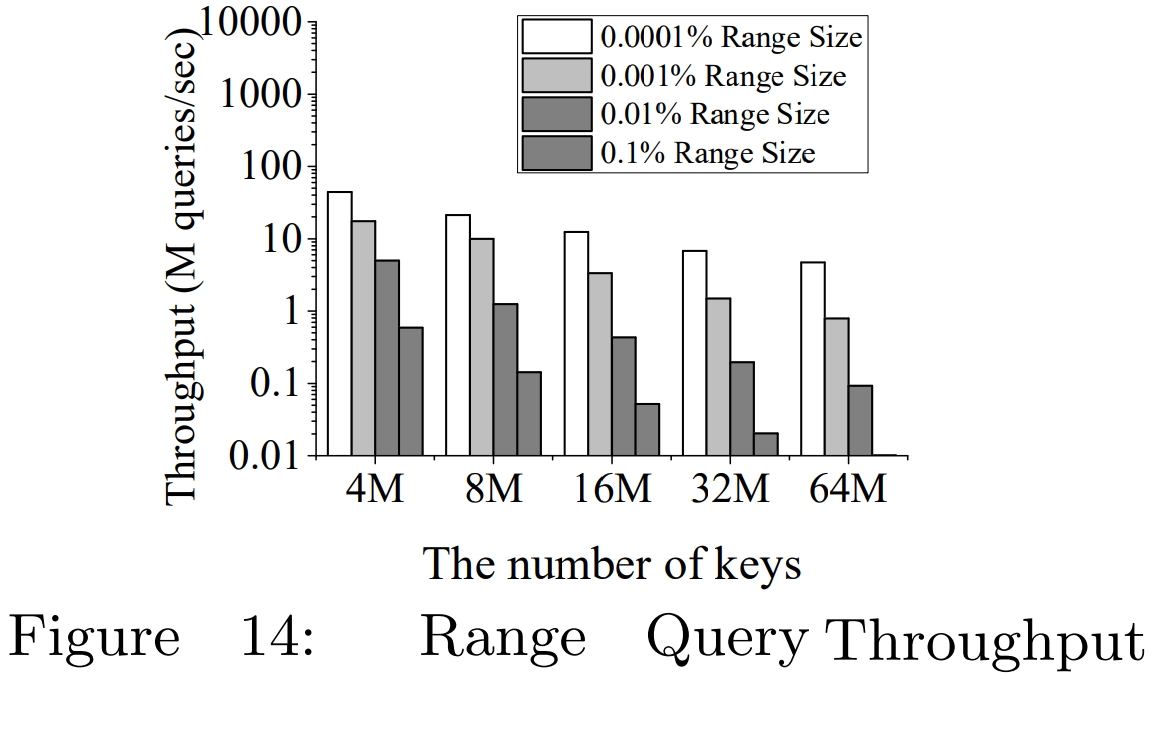 Throughput (M queries/sec)
10000
1000
100
10
1
0.1
0.01
0.0001% Range Size
0.001% Range Size
0.01% Range Size
0.1% Range Size
4M 8M 16M 32M 64M
The number of keys
Figure 14: Range Query Throughput